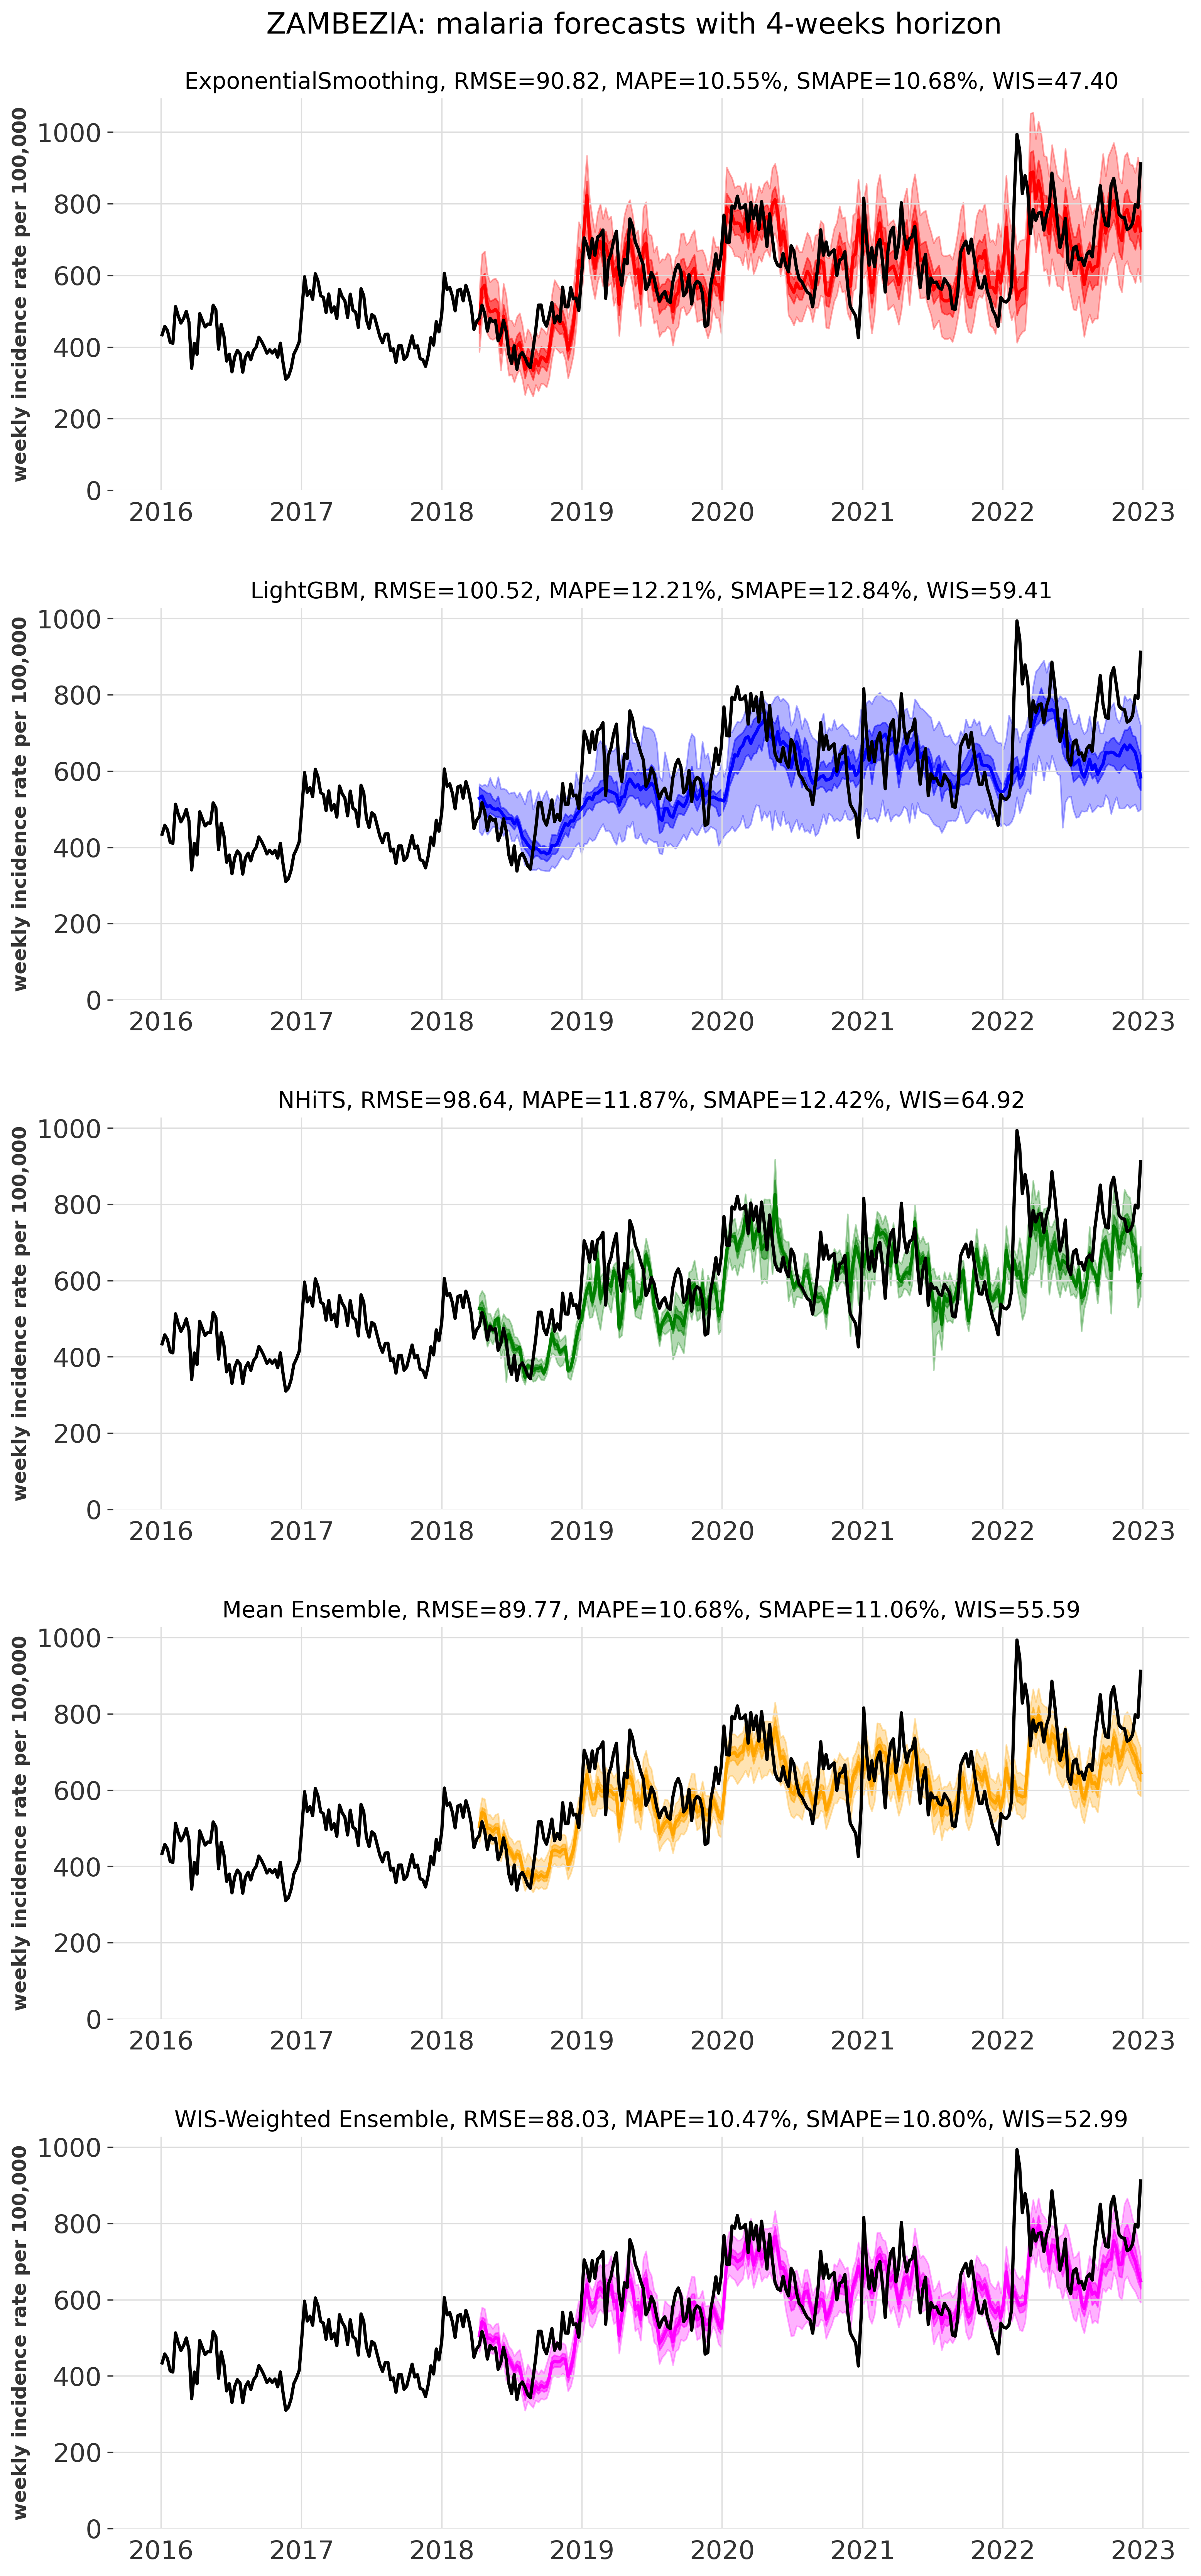 ZAMBEZIA: malaria forecasts with 4-weeks horizon
ExponentialSmoothing, RMSE=90.82, MAPE=10.55%, SMAPE=10.68%, WIS=47.40
weekly incidence rate per 100,000
1000
800
600
400
200
0
2016 2017 2018 2019 2020 2021 2022 2023
LightGBM, RMSE=100.52, MAPE=12.21%, SMAPE=12.84%, WIS=59.41
weekly incidence rate per 100,000
1000
800
600
400
200
0
2016 2017 2018 2019 2020 2021 2022 2023
NHiTS, RMSE=98.64, MAPE=11.87%, SMAPE=12.42%, WIS=64.92
weekly incidence rate per 100,000
1000
800
600
400
200
0
2016 2017 2018 2019 2020 2021 2022 2023
Mean Ensemble, RMSE=89.77, MAPE=10.68%, SMAPE=11.06%, WIS=55.59
weekly incidence rate per 100,000
1000
800
600
400
200
0
2016 2017 2018 2019 2020 2021 2022 2023
WIS-Weighted Ensemble, RMSE=88.03, MAPE=10.47%, SMAPE=10.80%, WIS=52.99
weekly incidence rate per 100,000
1000
800
600
400
200
0
2016 2017 2018 2019 2020 2021 2022 2023